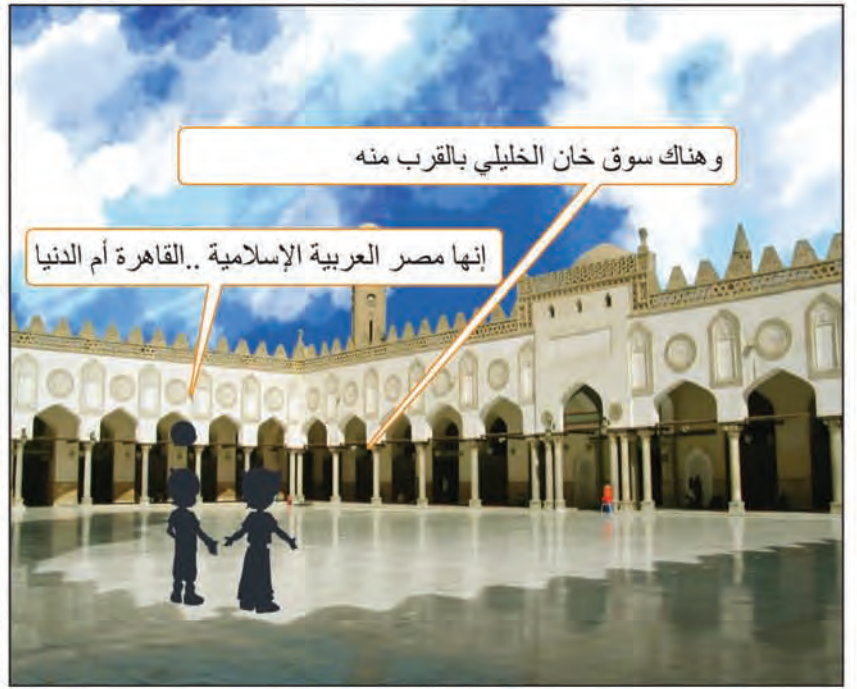 وهناك سوق خان الخليلي بالقرب منه
إنها مصر العربية الإسلامية ..القاهرة أم الدنيا